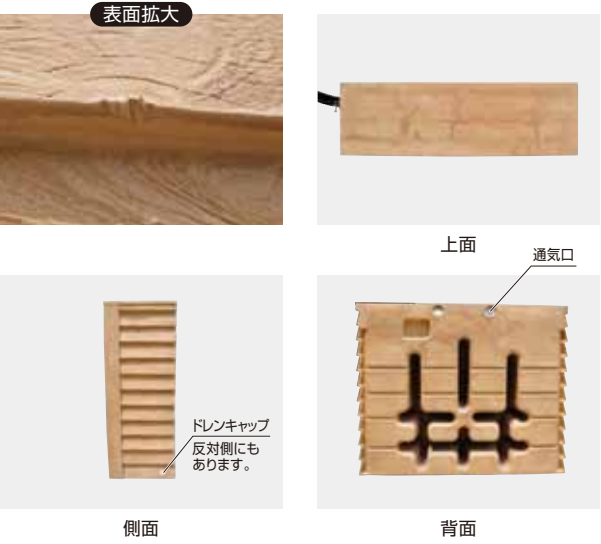 表面拡大
上面
通気口
ドレンキャップ
反対側にも
あります。
側面
背面